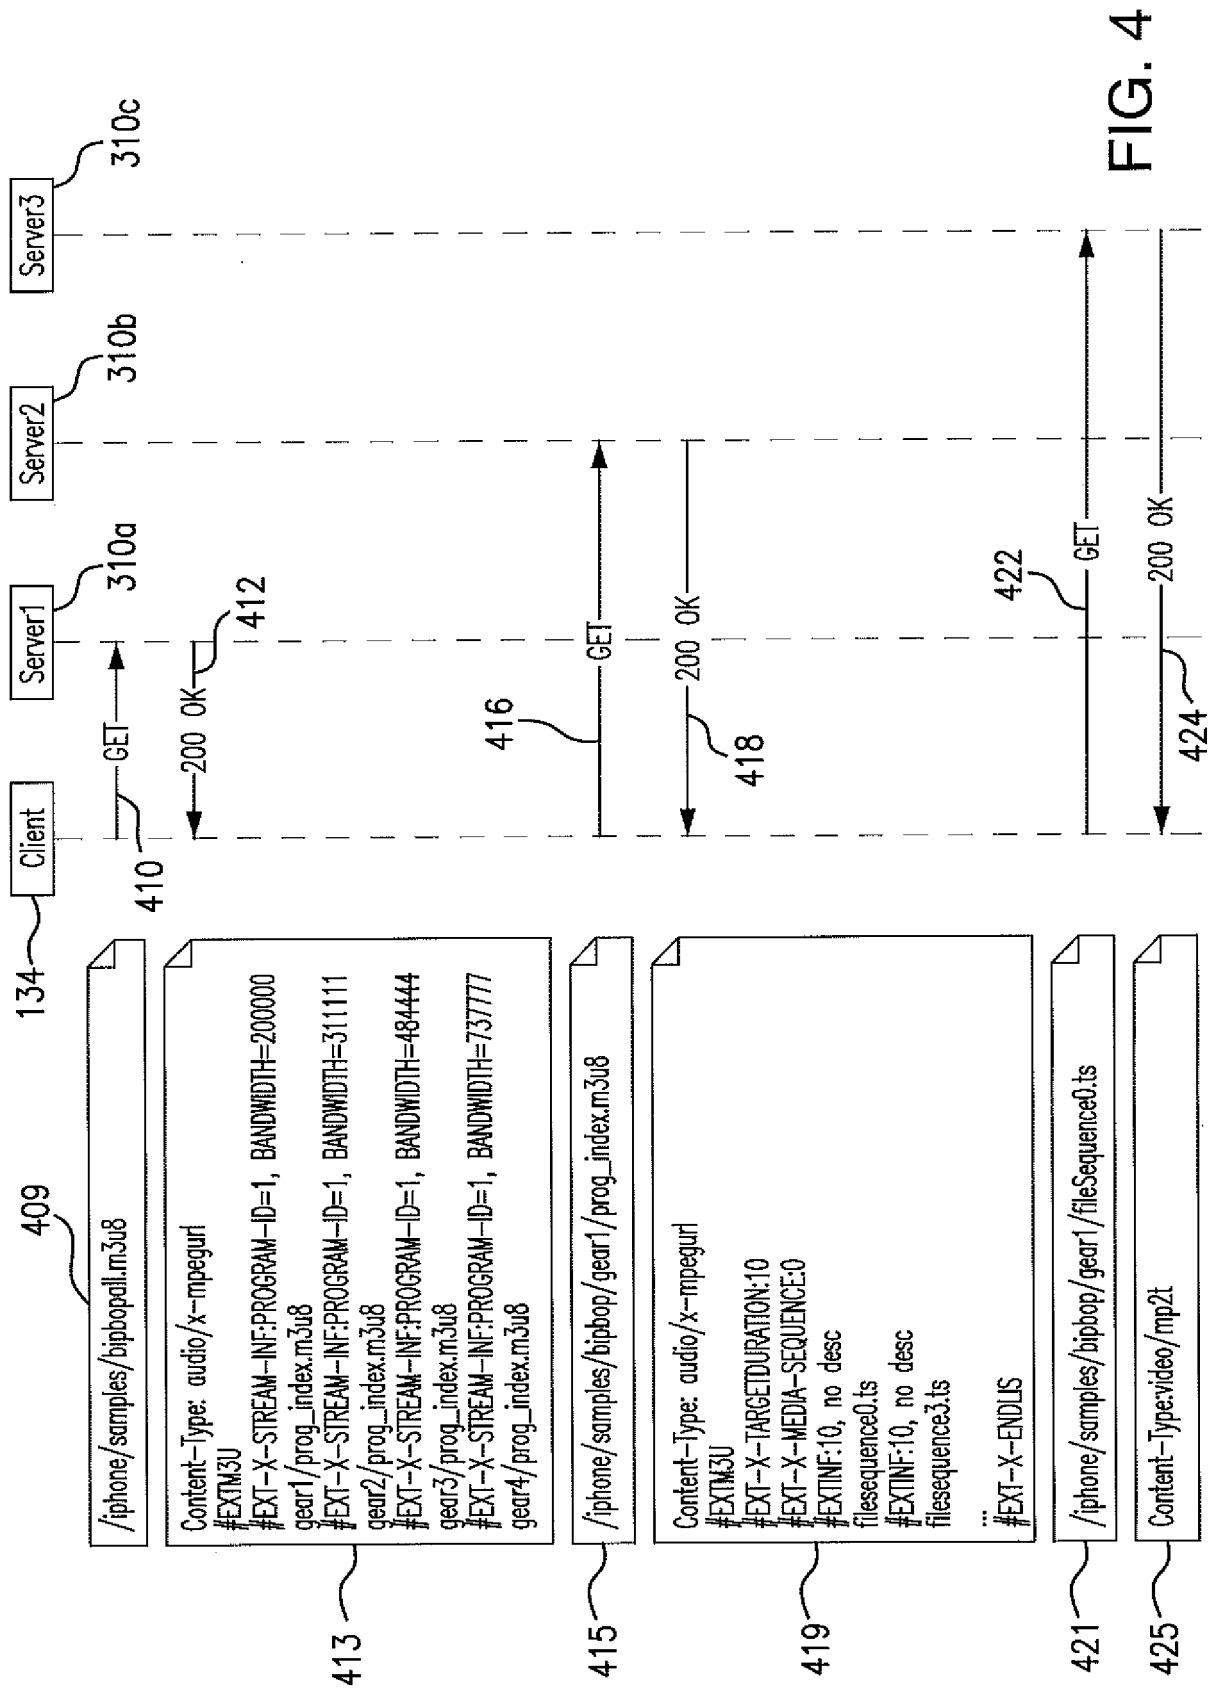 134
Client
Server1
310a
Server2
310b
Server3
310c
409
/iphone/samples/bipbopall.m3u8
GET
410
200 OK
412
413
Content-Type: audio/x-mpegurl
#EXTM3U
#EXT-X-STREAM-INF:PROGRAM-ID=1, BANDWIDTH=200000
gear1/prog_index.m3u8
#EXT-X-STREAM-INF:PROGRAM-ID=1, BANDWIDTH=311111
gear2/prog_index.m3u8
#EXT-X-STREAM-INF:PROGRAM-ID=1, BANDWIDTH=484444
gear3/prog_index.m3u8
#EXT-X-STREAM-INF:PROGRAM-ID=1, BANDWIDTH=737777
gear4/prog_index.m3u8
415
/iphone/samples/bipbop/gear1/prog_index.m3u8
416
GET
418
200 OK
419
Content-Type: audio/x-mpegurl
#EXTM3U
#EXT-X-TARGETDURATION:10
#EXT-X-MEDIA-SEQUENCE:0
#EXTINF:10, no desc
filesequence0.ts
#EXTINF:10, no desc
filesequence3.ts
...
#EXT-X-ENDLIS
421
/iphone/samples/bipbop/gear1/fileSequence0.ts
422
GET
425
Content-Type:video/mp2t
424
200 OK
FIG. 4